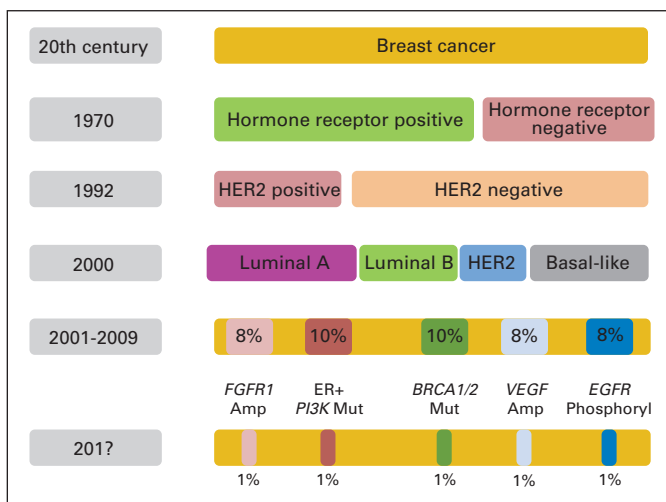 20th century
Breast cancer
1970
Hormone receptor positive
Hormone receptor
negative
1992
HER2 positive
HER2 negative
2000
Luminal A
Luminal B
HER2
Basal-like
2001-2009
8%
10%
10%
8%
8%
FGFR1
Amp
ER+
PI3K Mut
BRCA1/2
Mut
VEGF
Amp
EGFR
Phosphoryl
201?
1%
1%
1%
1%
1%